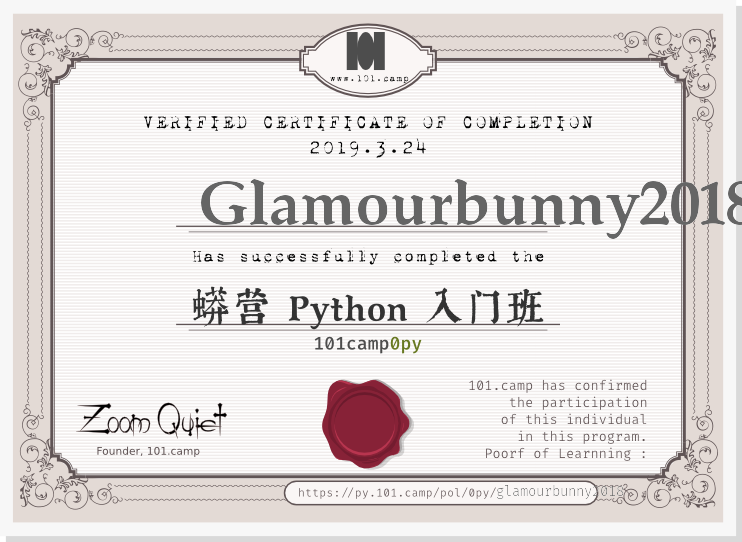 101
www.101.camp
VERIFIED CERTIFICATE OF COMPLETION
2019.3.24
Glamourbunny2018
Has successfully completed the
蟒营 Python 入门班
101camp0py
Zoom Quiet
Founder, 101.camp
101.camp has confirmed
the participation
of this individual
in this program.
Poorf of Learnning :
https://py.101.camp/pol/0py/glamourbunny2018